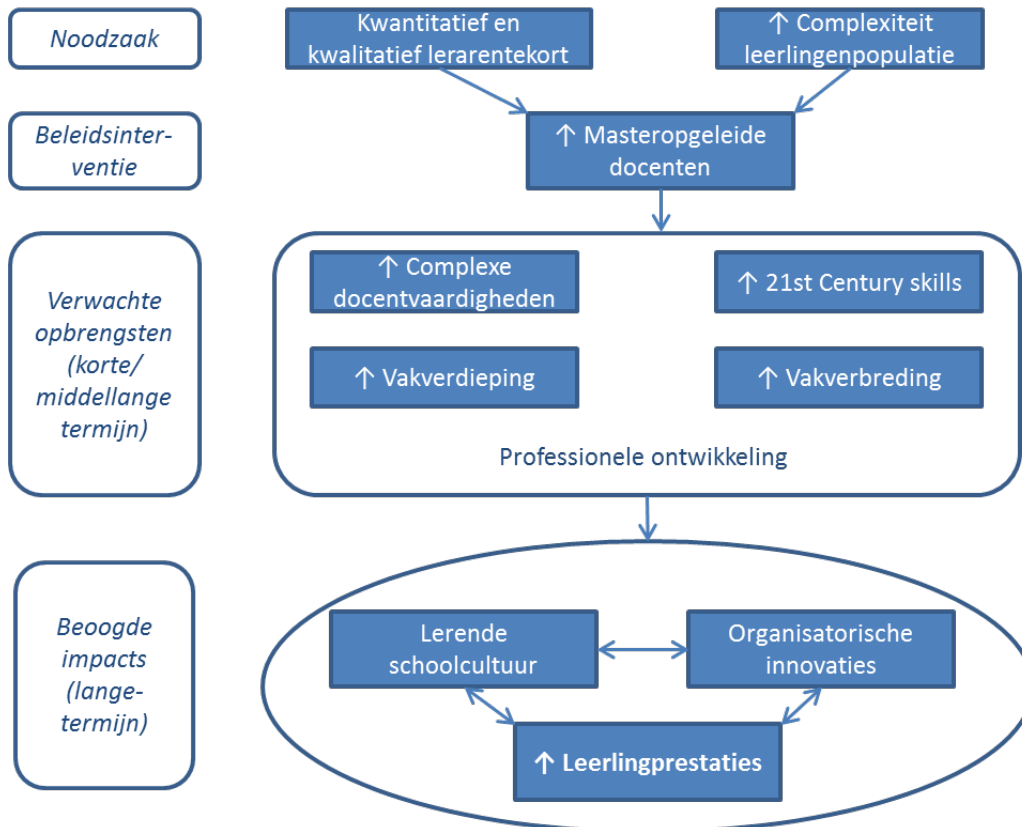 Noodzaak
Kwantitatief en
kwalitatief lerarentekort
↑ Complexiteit
leerlingenpopulatie
Beleidsinter-
ventie
↑ Masteropgeleide
docenten
Verwachte
opbrengsten
(korte/
middellange
termijn)
↑ Complexe
docentvaardigheden
↑ 21st Century skills
↑ Vakverdieping
↑ Vakverbreding
Professionele ontwikkeling
Beoogde
impacts
(lange-
termijn)
Lerende
schoolcultuur
Organisatorische
innovaties
↑ Leerlingprestaties